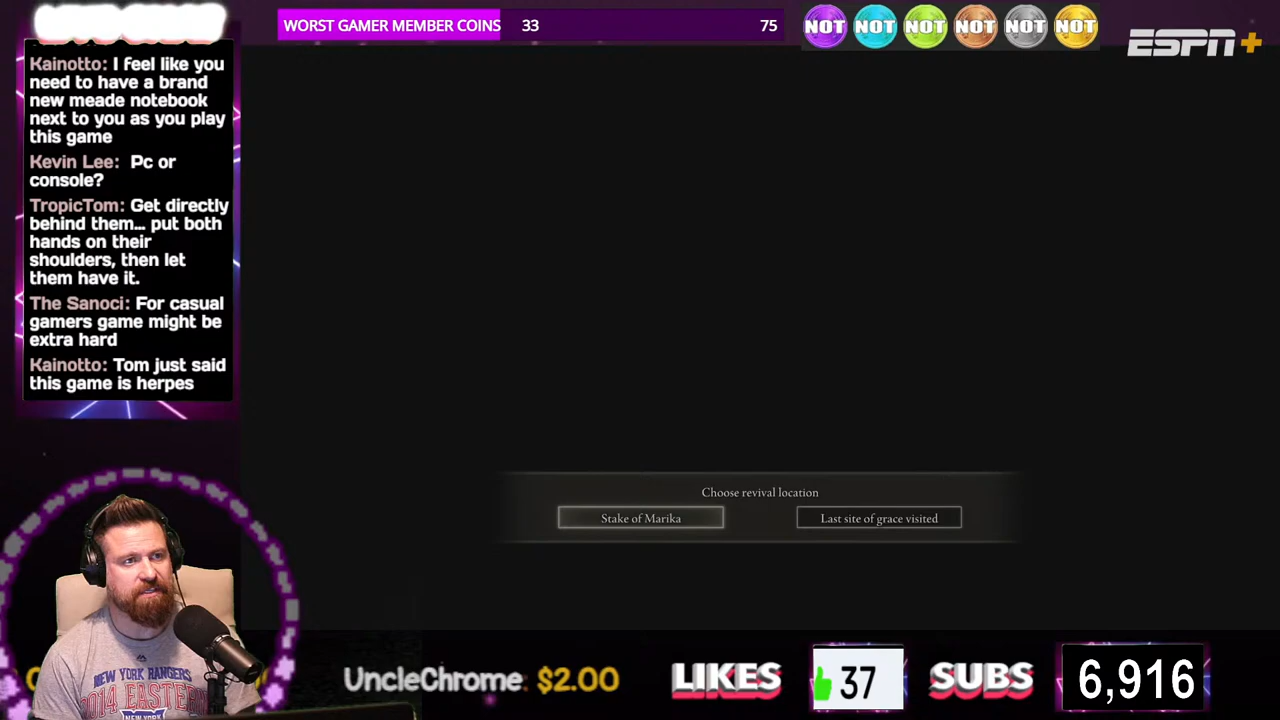 WORST GAMER MEMBER COINS 33 75
NOT NOT NOT NOT NOT NOT
ESPN+
Kainotto: I feel like you
need to have a brand
new meade notebook
next to you as you play
this game
Kevin Lee: Pc or
console?
TropicTom: Get directly
behind them... put both
hands on their
shoulders, then let
them have it.
The Sanoci: For casual
gamers game might be
extra hard
Kainotto: Tom just said
this game is herpes
Choose revival location
Stake of Marika
Last site of grace visited
NEW YORK RANGERS
2014 EASTERN
NEW YORK
UncleChrome: $2.00
LIKES 37
SUBS 6,916